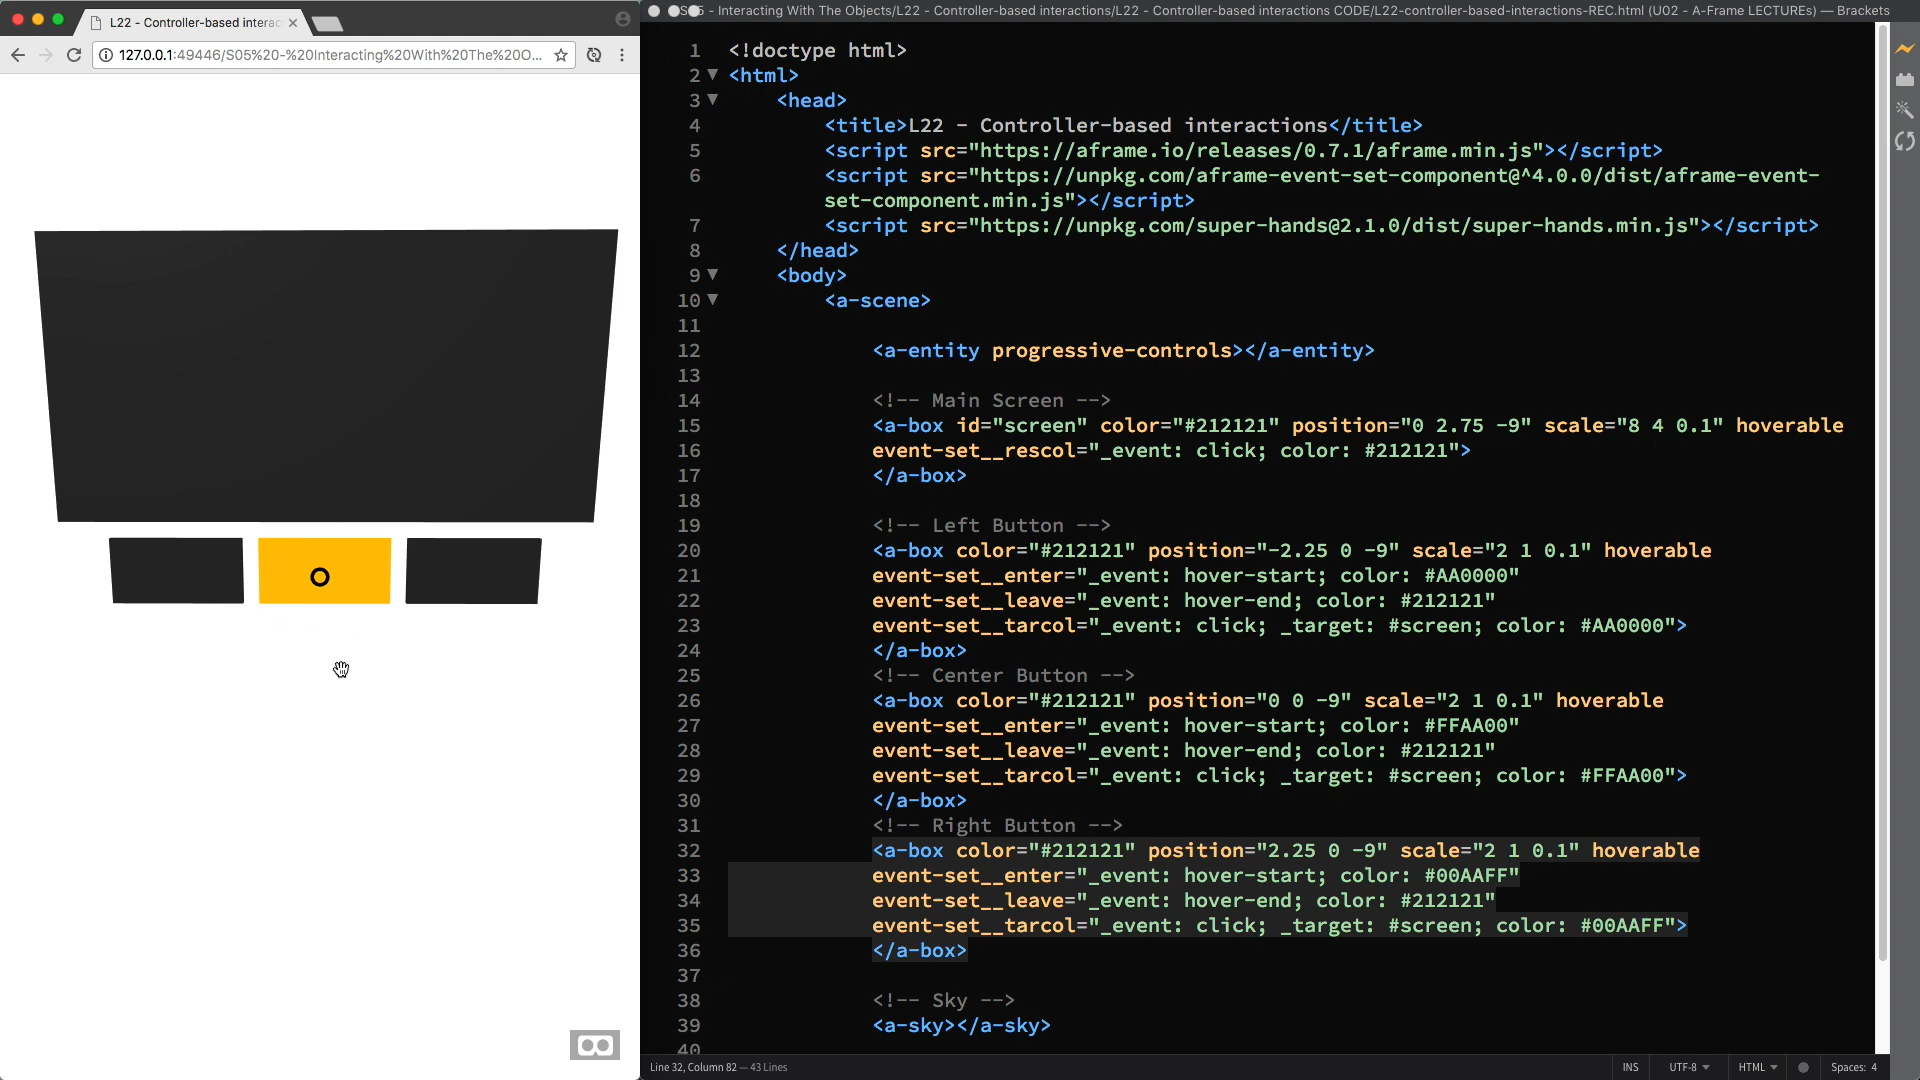 L22 - Controller-based interac
127.0.0.1:49446/S05%20-%20Interacting%20With%20The%20O...
- Interacting With The Objects/L22 - Controller-based interactions/L22 - Controller-based interactions CODE/L22-controller-based-interactions-REC.html (U02 - A-Frame LECTUREs) — Brackets
1 <!doctype html>
2 <html>
3 <head>
4 <title>L22 - Controller-based interactions</title>
5 <script src="https://aframe.io/releases/0.7.1/aframe.min.js"></script>
6 <script src="https://unpkg.com/aframe-event-set-component@^4.0.0/dist/aframe-event-
set-component.min.js"></script>
7 <script src="https://unpkg.com/super-hands@2.1.0/dist/super-hands.min.js"></script>
8 </head>
9 <body>
10 <a-scene>
11
12 <a-entity progressive-controls></a-entity>
13
14 <!-- Main Screen -->
15 <a-box id="screen" color="#212121" position="0 2.75 -9" scale="8 4 0.1" hoverable
16 event-set__rescol="_event: click; color: #212121">
17 </a-box>
18
19 <!-- Left Button -->
20 <a-box color="#212121" position="-2.25 0 -9" scale="2 1 0.1" hoverable
21 event-set__enter="_event: hover-start; color: #AA0000"
22 event-set__leave="_event: hover-end; color: #212121"
23 event-set__tarcol="_event: click; _target: #screen; color: #AA0000">
24 </a-box>
25 <!-- Center Button -->
26 <a-box color="#212121" position="0 0 -9" scale="2 1 0.1" hoverable
27 event-set__enter="_event: hover-start; color: #FFAA00"
28 event-set__leave="_event: hover-end; color: #212121"
29 event-set__tarcol="_event: click; _target: #screen; color: #FFAA00">
30 </a-box>
31 <!-- Right Button -->
32 <a-box color="#212121" position="2.25 0 -9" scale="2 1 0.1" hoverable
33 event-set__enter="_event: hover-start; color: #00AAFF"
34 event-set__leave="_event: hover-end; color: #212121"
35 event-set__tarcol="_event: click; _target: #screen; color: #00AAFF">
36 </a-box>
37
38 <!-- Sky -->
39 <a-sky></a-sky>
40
Line 32, Column 82 — 43 Lines
INS UTF-8 HTML Spaces: 4